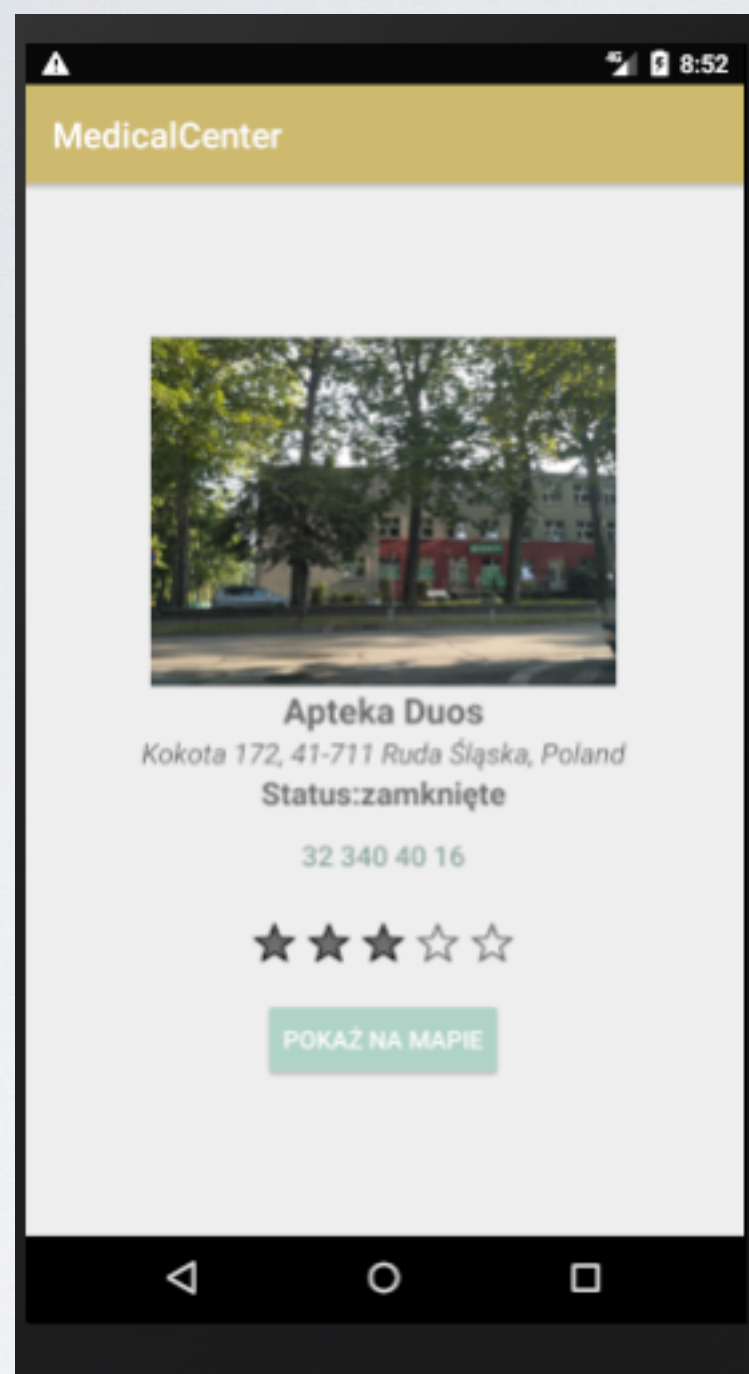 4G 8:52
MedicalCenter
Apteka Duos
Kokota 172, 41-711 Ruda Śląska, Poland
Status:zamknięte
32 340 40 16
POKAŻ NA MAPIE